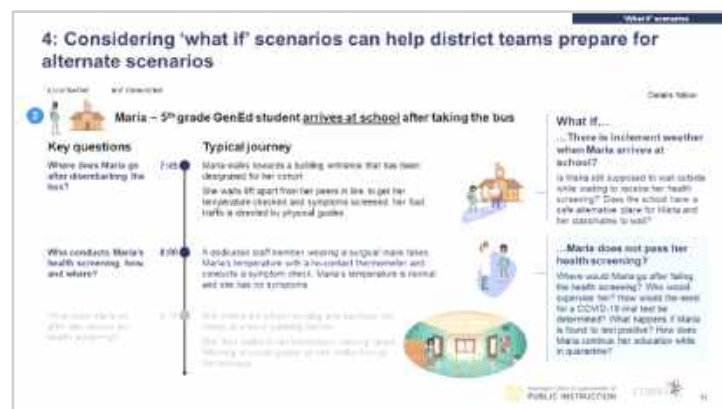 'What if' scenarios
4: Considering 'what if' scenarios can help district teams prepare for
alternate scenarios
Maria – 5th grade GenEd student arrives at school after taking the bus
Key questions
Typical journey
Where does Maria go
after disembarking the
bus?
7:45
Maria walks towards a building entrance that has been
designated for her cohort
She waits 6ft apart from her peers in line to get her
temperature checked and symptoms screened; her foot
traffic is directed by physical guides
Who conducts Maria's
health screening, how,
and where?
8:00
A dedicated staff member wearing a surgical mask takes
Maria's temperature with a no-contact thermometer and
conducts a symptom check. Maria's temperature is normal
and she has no symptoms
What if...
...There is inclement weather
when Maria arrives at
school?
Is Maria still supposed to wait outside
while waiting to receive her health
screening? Does the school have a
safe alternative place for Maria and
her classmates to wait?
...Maria does not pass her
health screening?
Where would Maria go after failing
the health screening? Who would
supervise her? How would the need
for a COVID-19 viral test be
determined? What happens if Maria
is found to test positive? How does
Maria continue her education while
in quarantine?
PUBLIC INSTRUCTION